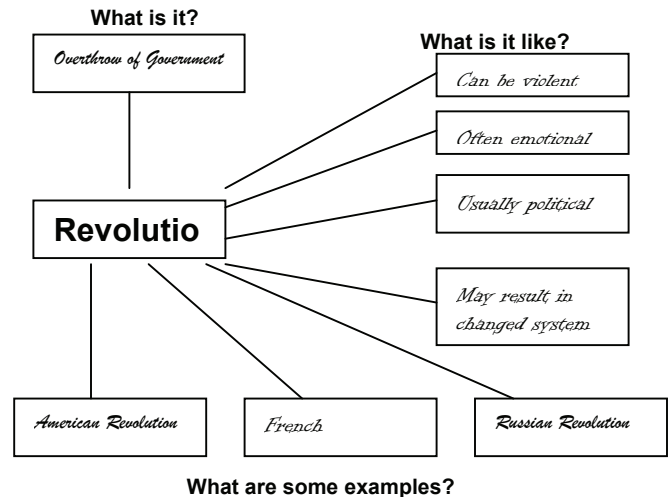 What is it?
Overthrow of Government
What is it like?
Can be violent
Often emotional
Usually political
Revolutio
May result in
changed system
American Revolution
French
Russian Revolution
What are some examples?